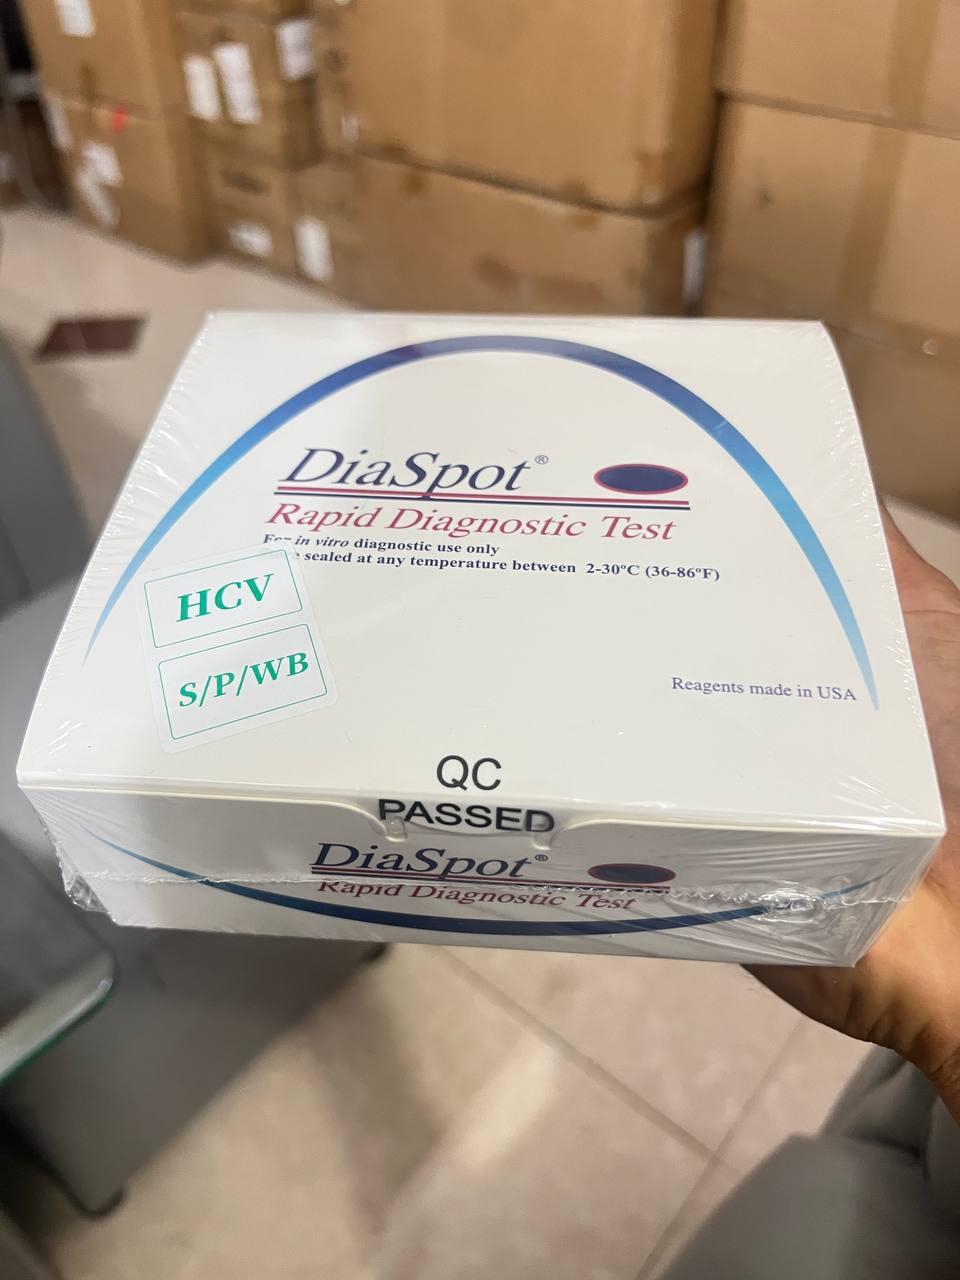 DiaSpot®
Rapid Diagnostic Test
For in vitro diagnostic use only
sealed at any temperature between 2-30°C (36-86°F)
HCV
S/P/WB
Reagents made in USA
QC
PASSED
DiaSpot®
Rapid Diagnostic Test